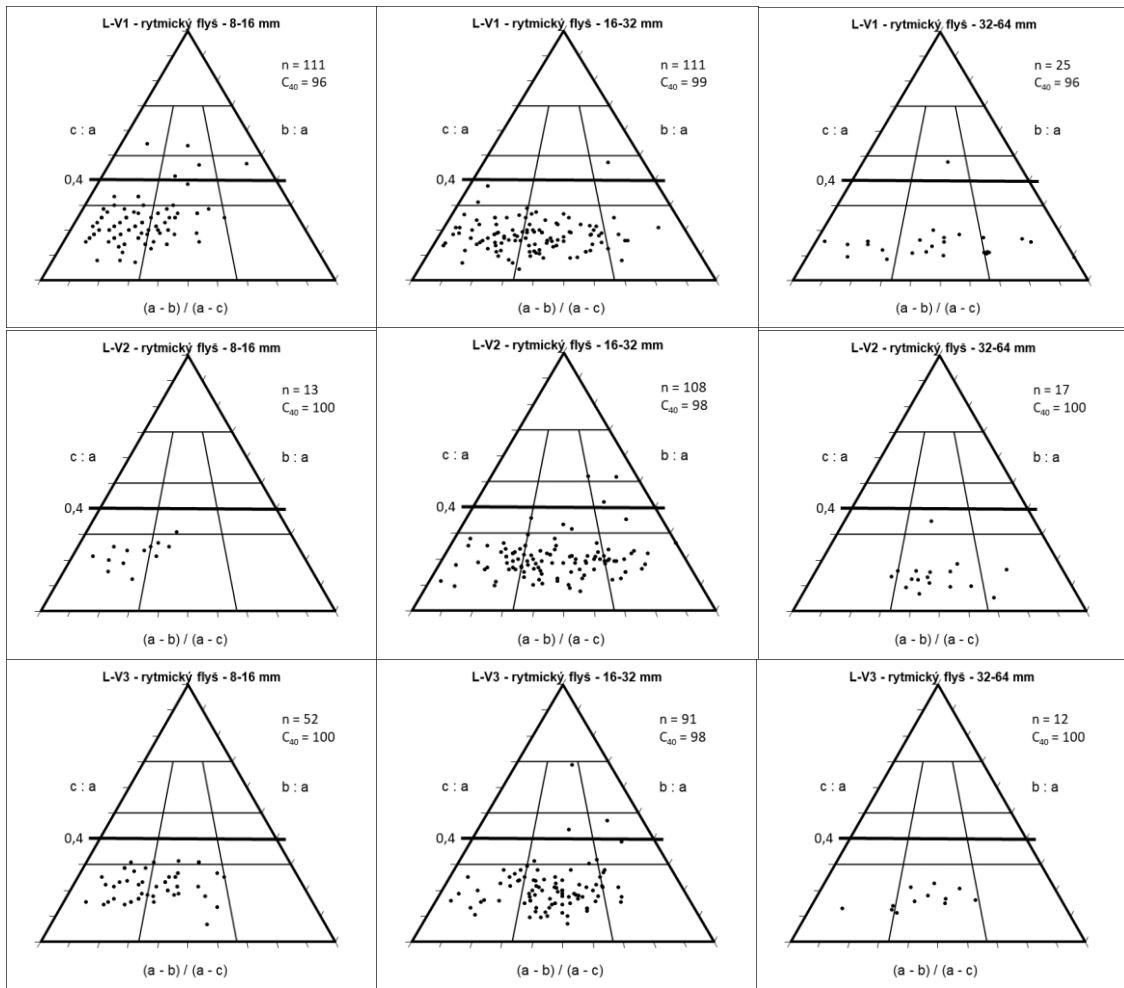 L-V1 - rytmický flyš - 8-16 mm
n = 111
C₄₀ = 96
c : a
b : a
0,4
(a - b) / (a - c)
L-V1 - rytmický flyš - 16-32 mm
n = 111
C₄₀ = 99
c : a
b : a
0,4
(a - b) / (a - c)
L-V1 - rytmický flyš - 32-64 mm
n = 25
C₄₀ = 96
c : a
b : a
0,4
(a - b) / (a - c)
L-V2 - rytmický flyš - 8-16 mm
n = 13
C₄₀ = 100
c : a
b : a
0,4
(a - b) / (a - c)
L-V2 - rytmický flyš - 16-32 mm
n = 108
C₄₀ = 98
c : a
b : a
0,4
(a - b) / (a - c)
L-V2 - rytmický flyš - 32-64 mm
n = 17
C₄₀ = 100
c : a
b : a
0,4
(a - b) / (a - c)
L-V3 - rytmický flyš - 8-16 mm
n = 52
C₄₀ = 100
c : a
b : a
0,4
(a - b) / (a - c)
L-V3 - rytmický flyš - 16-32 mm
n = 91
C₄₀ = 98
c : a
b : a
0,4
(a - b) / (a - c)
L-V3 - rytmický flyš - 32-64 mm
n = 12
C₄₀ = 100
c : a
b : a
0,4
(a - b) / (a - c)